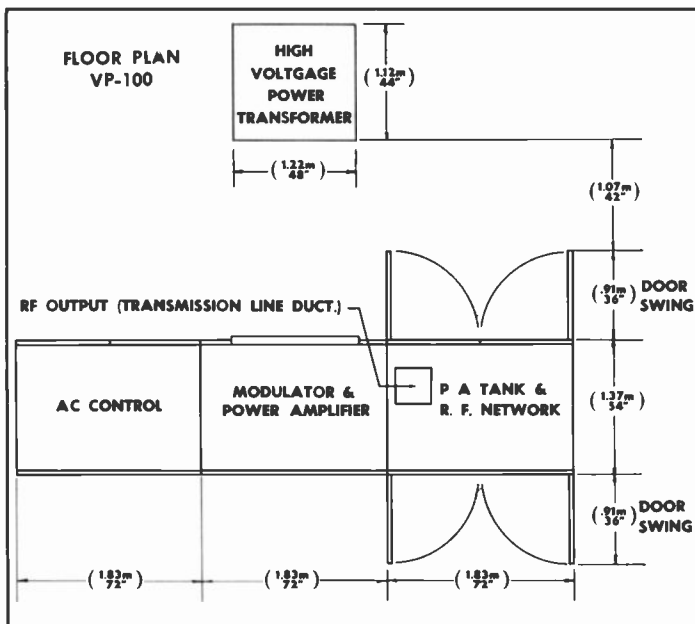 FLOOR PLAN
VP-100
HIGH
VOLTGAGE
POWER
TRANSFORMER
(1.12m
44")
(1.22m
48")
(1.07m
42")
(.91m
36")
DOOR
SWING
RF OUTPUT (TRANSMISSION LINE DUCT.)
AC CONTROL
MODULATOR &
POWER AMPLIFIER
P A TANK &
R. F. NETWORK
(1.37m
54")
(.91m
36")
DOOR
SWING
(1.83m
72")
(1.83m
72")
(1.83m
72")